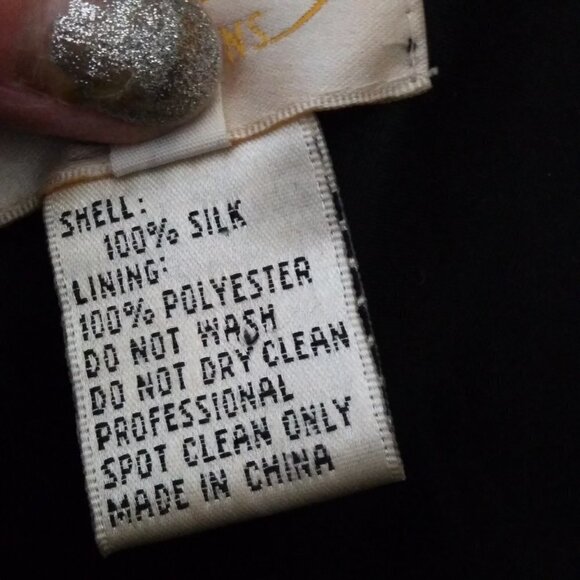 SHELL:
100% SILK
LINING:
100% POLYESTER
DO NOT WASH
DO NOT DRY CLEAN
PROFESSIONAL
SPOT CLEAN ONLY
MADE IN CHINA